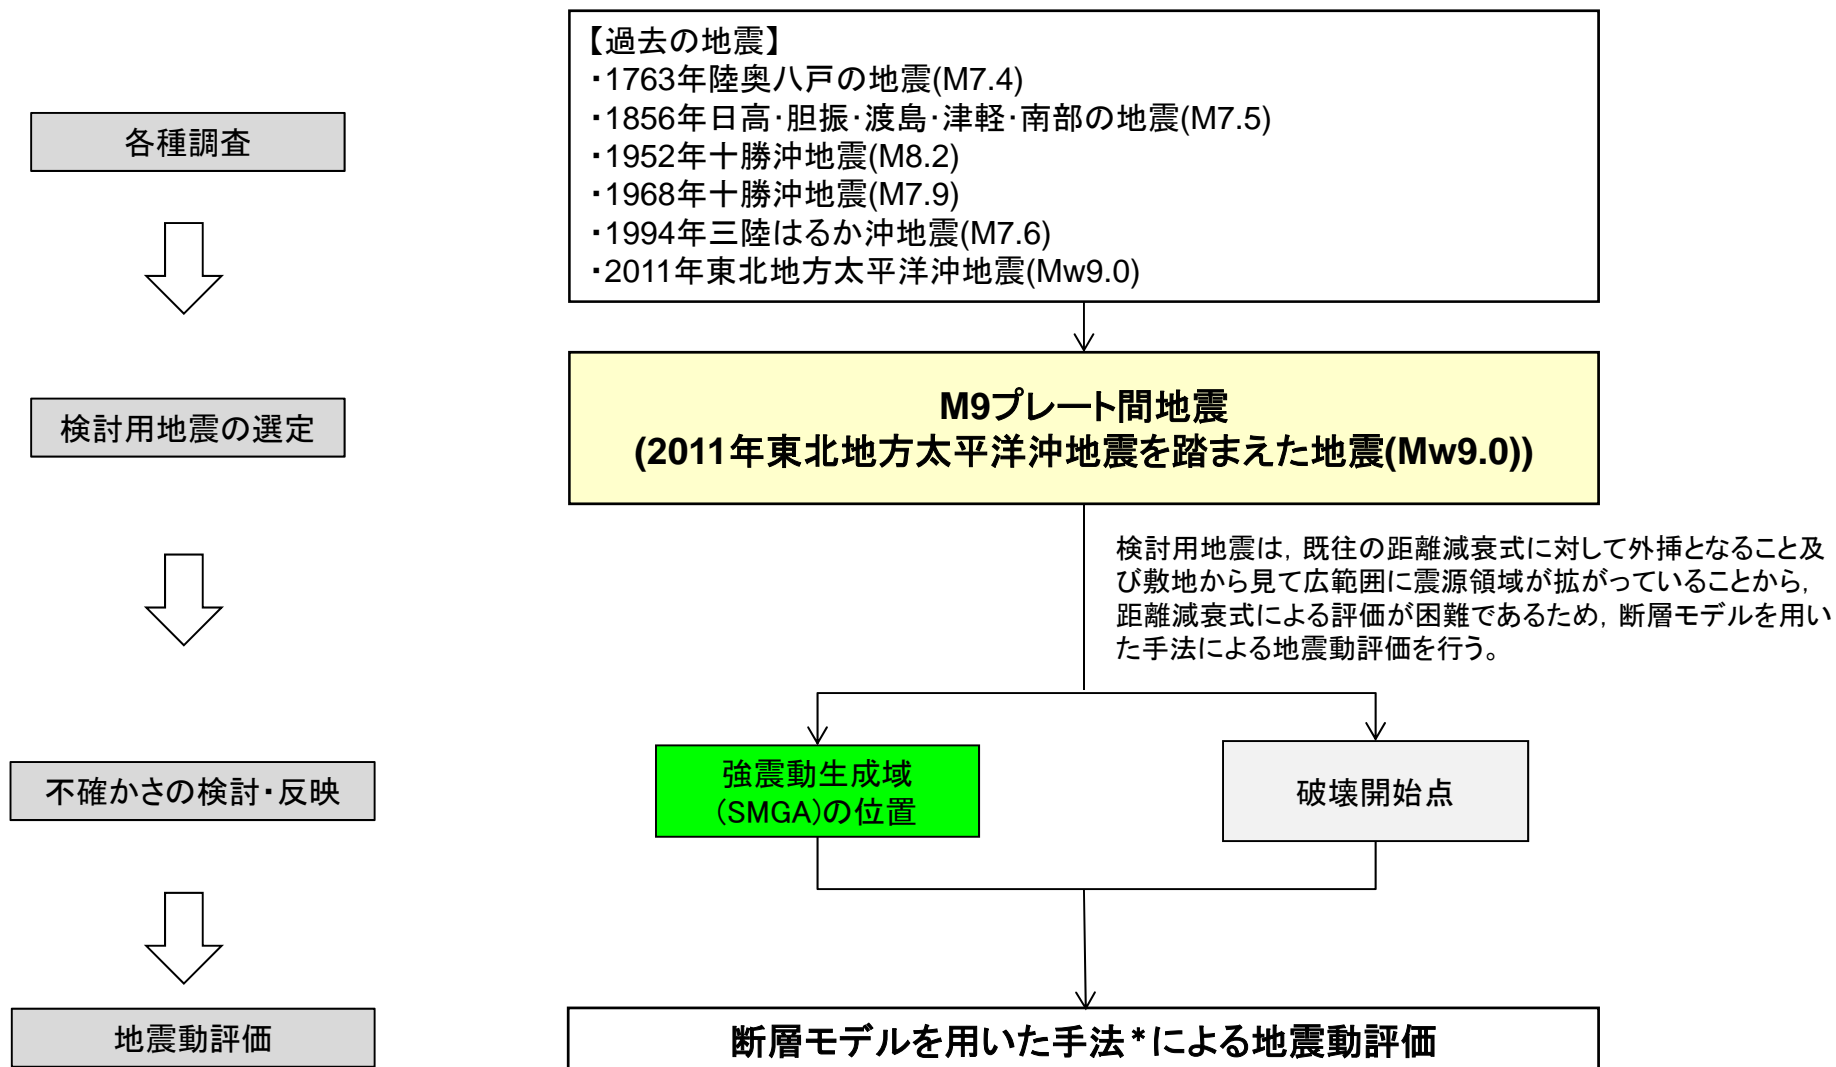 【過去の地震】
・1763年陸奥八戸の地震(M7.4)
・1856年日高・胆振・渡島・津軽・南部の地震(M7.5)
・1952年十勝沖地震(M8.2)
・1968年十勝沖地震(M7.9)
・1994年三陸はるか沖地震(M7.6)
・2011年東北地方太平洋沖地震(Mw9.0)
各種調査
検討用地震の選定
M9プレート間地震
(2011年東北地方太平洋沖地震を踏まえた地震(Mw9.0))
検討用地震は，既往の距離減衰式に対して外挿となること及
び敷地から見て広範囲に震源領域が拡がっていることから，
距離減衰式による評価が困難であるため，断層モデルを用い
た手法による地震動評価を行う。
不確かさの検討・反映
強震動生成域
(SMGA)の位置
破壊開始点
地震動評価
断層モデルを用いた手法*による地震動評価